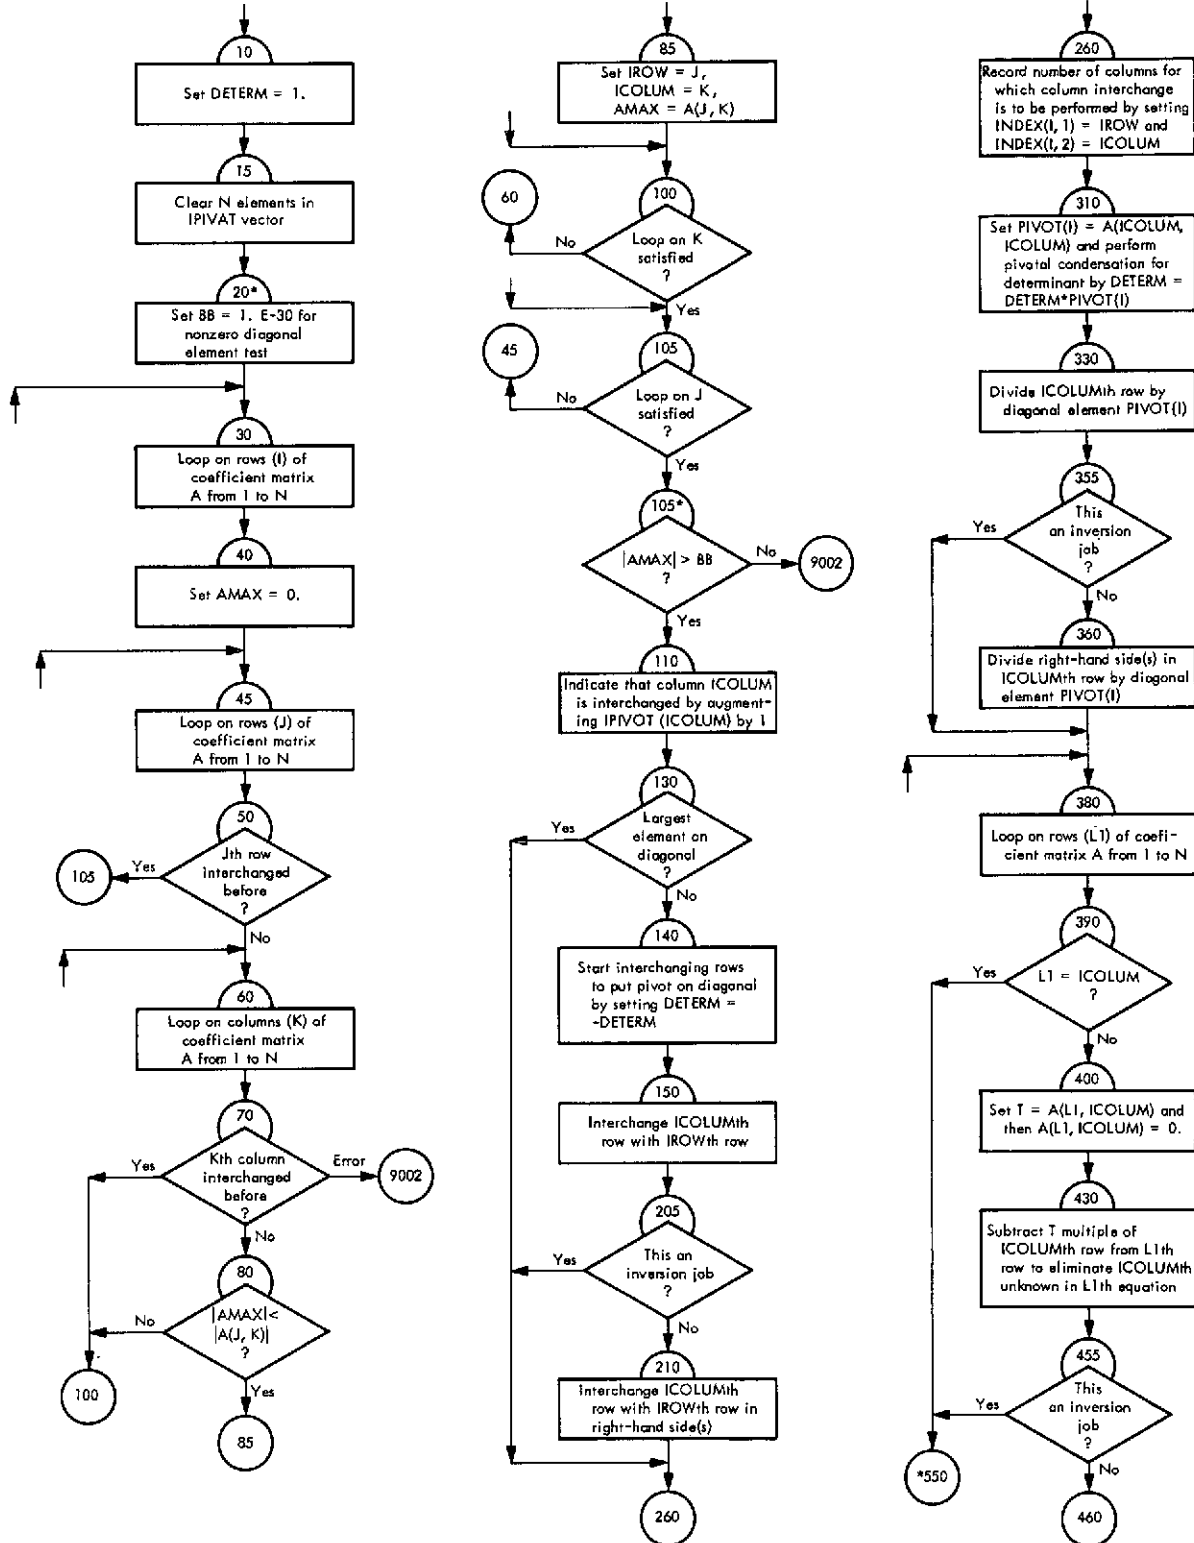 10
Set DETERM = 1.
15
Clear N elements in
IPIVAT vector
20*
Set BB = 1. E-30 for
nonzero diagonal
element test
30
Loop on rows (I) of
coefficient matrix
A from 1 to N
40
Set AMAX = 0.
45
Loop on rows (J) of
coefficient matrix
A from 1 to N
50
Jth row
interchanged
before
?
Yes
105
No
60
Loop on columns (K) of
coefficient matrix
A from 1 to N
70
Kth column
interchanged
before
?
Yes
Error
9002
No
80
|AMAX|<
|A(J, K)|
?
No
100
Yes
85
85
Set IROW = J,
ICOLUM = K,
AMAX = A(J, K)
100
Loop on K
satisfied
?
No
60
Yes
105
Loop on J
satisfied
?
No
45
Yes
105*
|AMAX| > BB
?
No
9002
Yes
110
Indicate that column ICOLUM
is interchanged by augment-
ing IPIVOT (ICOLUM) by 1
130
Largest
element on
diagonal
?
Yes
No
140
Start interchanging rows
to put pivot on diagonal
by setting DETERM =
-DETERM
150
Interchange ICOLUMth
row with IROWth row
205
This an
inversion job
?
Yes
No
210
Interchange ICOLUMth
row with IROWth row in
right-hand side(s)
260
260
Record number of columns for
which column interchange
is to be performed by setting
INDEX(I, 1) = IROW and
INDEX(I, 2) = ICOLUM
310
Set PIVOT(I) = A(ICOLUM,
ICOLUM) and perform
pivotal condensation for
determinant by DETERM =
DETERM*PIVOT(I)
330
Divide ICOLUMth row by
diagonal element PIVOT(I)
355
This
an inversion
job
?
Yes
No
360
Divide right-hand side(s) in
ICOLUMth row by diagonal
element PIVOT(I)
380
Loop on rows (L1) of coefi-
cient matrix A from 1 to N
390
L1 = ICOLUM
?
Yes
No
400
Set T = A(L1, ICOLUM) and
then A(L1, ICOLUM) = 0.
430
Subtract T multiple of
ICOLUMth row from L1th
row to eliminate ICOLUMth
unknown in L1th equation
455
This
an inversion
job
?
Yes
*550
No
460